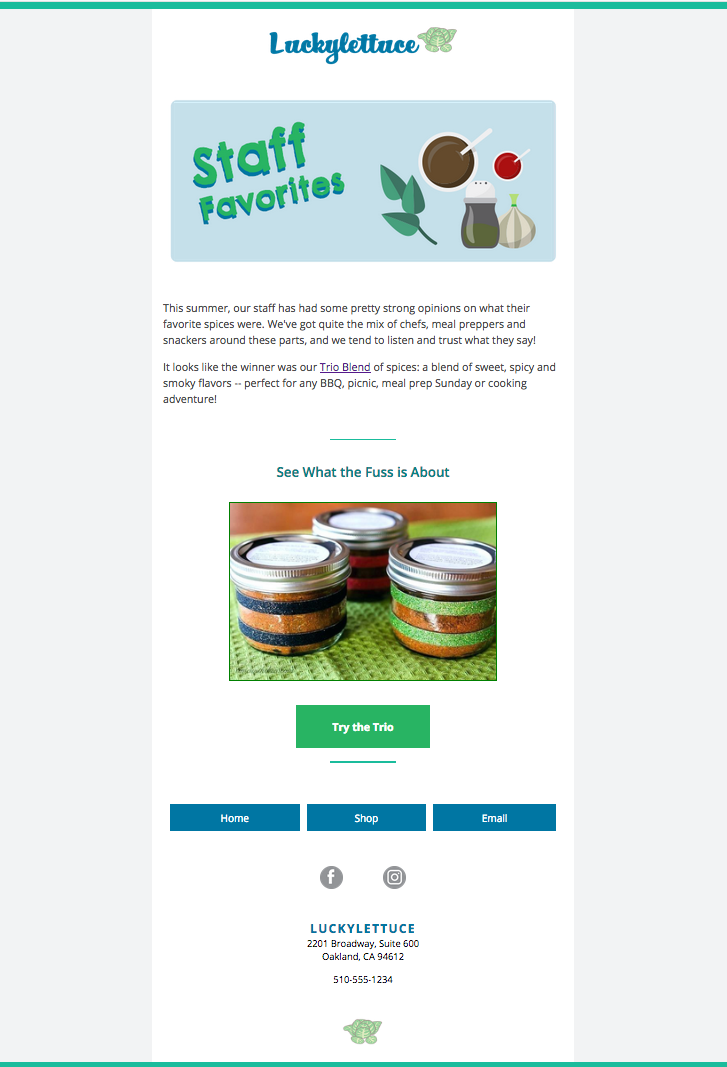 Luckylettuce
Staff
Favorites
This summer, our staff has had some pretty strong opinions on what their
favorite spices were. We've got quite the mix of chefs, meal preppers and
snackers around these parts, and we tend to listen and trust what they say!
It looks like the winner was our Trio Blend of spices: a blend of sweet, spicy and
smoky flavors -- perfect for any BBQ, picnic, meal prep Sunday or cooking
adventure!
See What the Fuss is About
Try the Trio
Home
Shop
Email
LUCKYLETTUCE
2201 Broadway, Suite 600
Oakland, CA 94612
510-555-1234